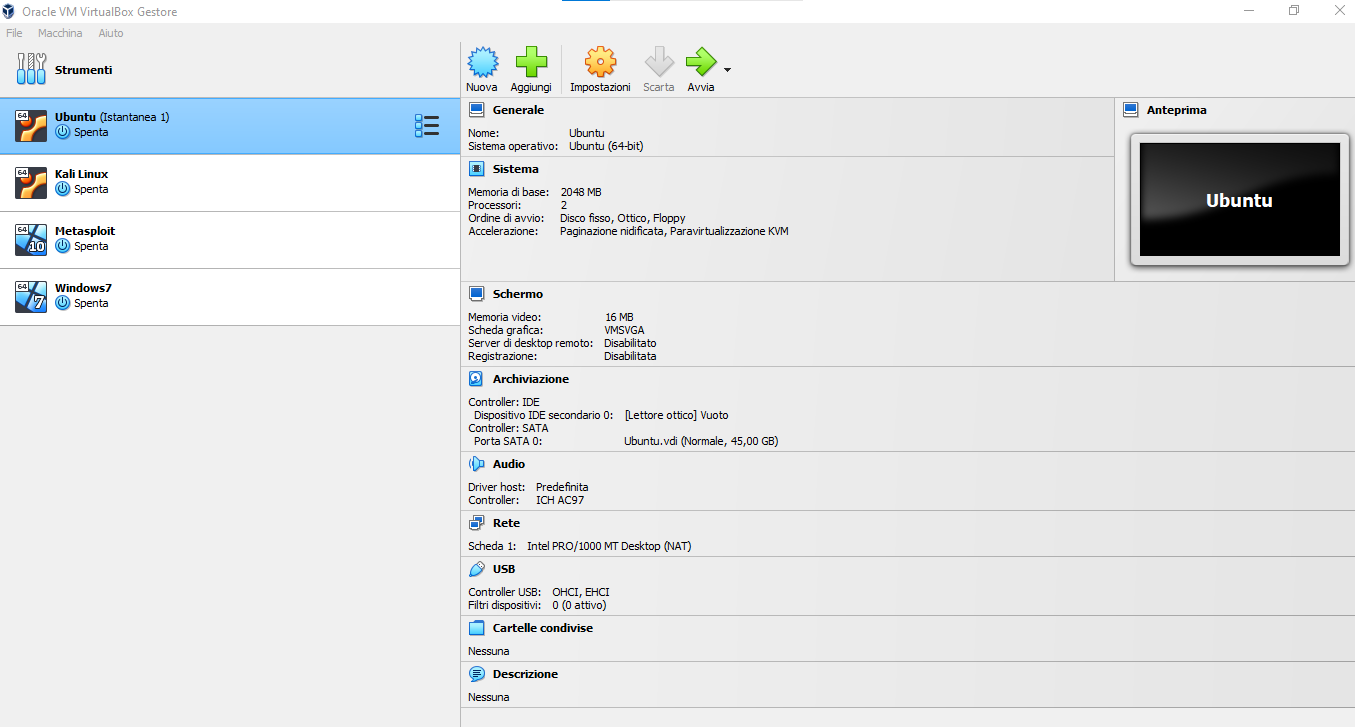 Oracle VM VirtualBox Gestore
File Macchina Aiuto
Strumenti
Nuova Aggiungi Impostazioni Scarta Avvia
64
Ubuntu (Istantanea 1)
Spenta
64
Kali Linux
Spenta
64
10
Metasploit
Spenta
64
7
Windows7
Spenta
Generale
Nome: Ubuntu
Sistema operativo: Ubuntu (64-bit)
Sistema
Memoria di base: 2048 MB
Processori: 2
Ordine di avvio: Disco fisso, Ottico, Floppy
Accelerazione: Paginazione nidificata, Paravirtualizzazione KVM
Anteprima
Ubuntu
Schermo
Memoria video: 16 MB
Scheda grafica: VMSVGA
Server di desktop remoto: Disabilitato
Registrazione: Disabilitata
Archiviazione
Controller: IDE
Dispositivo IDE secondario 0: [Lettore ottico] Vuoto
Controller: SATA
Porta SATA 0: Ubuntu.vdi (Normale, 45,00 GB)
Audio
Driver host: Predefinita
Controller: ICH AC97
Rete
Scheda 1: Intel PRO/1000 MT Desktop (NAT)
USB
Controller USB: OHCI, EHCI
Filtri dispositivi: 0 (0 attivo)
Cartelle condivise
Nessuna
Descrizione
Nessuna